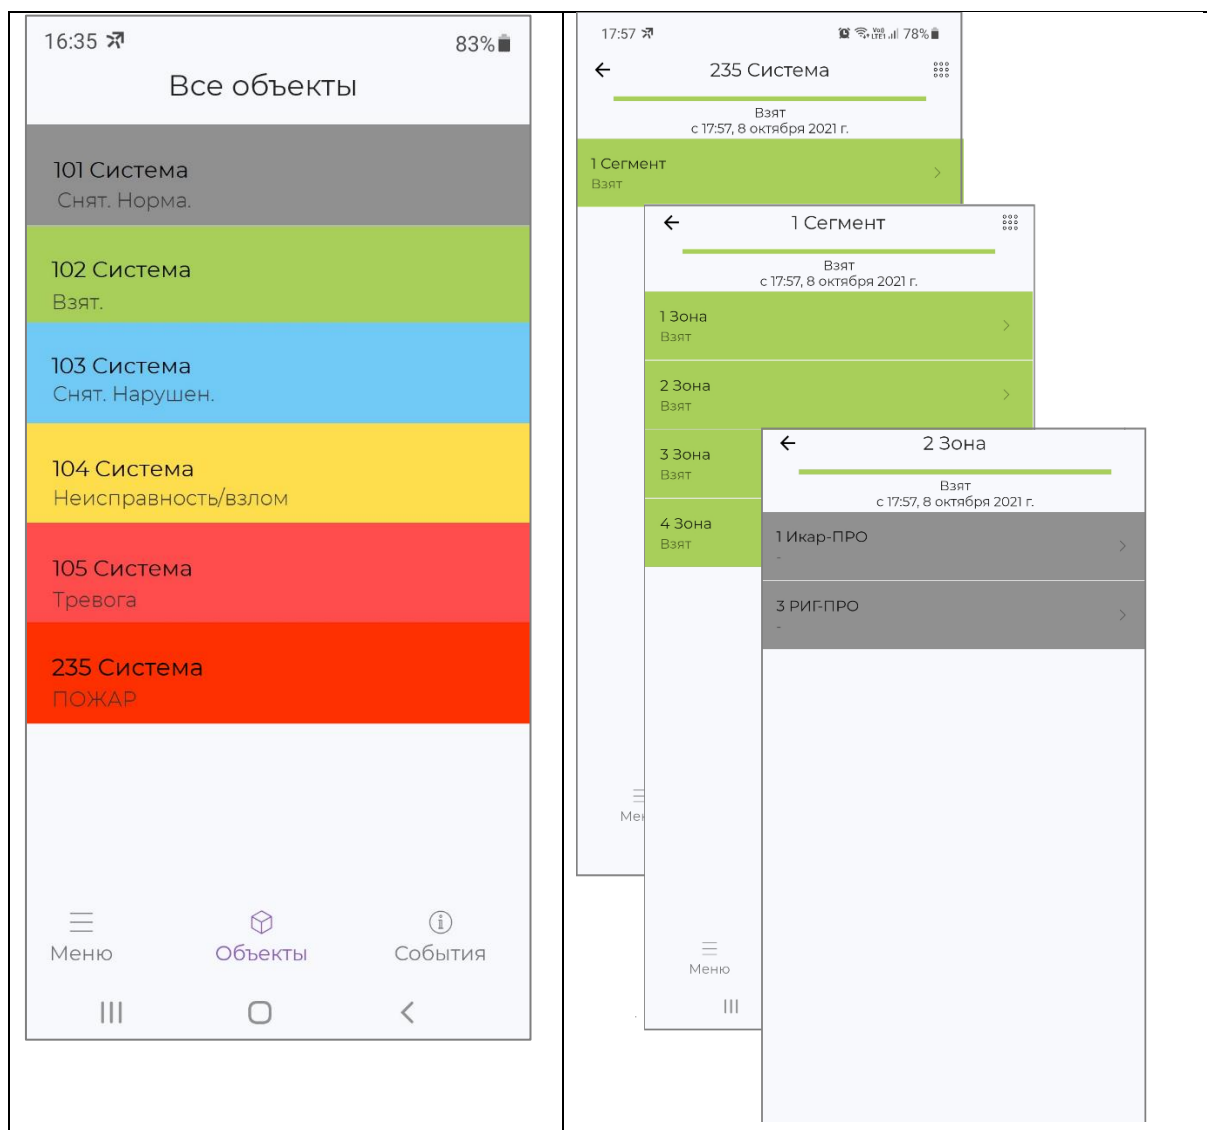 16:35 83%
Все объекты
101 Система
Снят. Норма.
102 Система
Взят.
103 Система
Снят. Нарушен.
104 Система
Неисправность/взлом
105 Система
Тревога
235 Система
ПОЖАР
Меню Объекты События
17:57 78%
235 Система
Взят
с 17:57, 8 октября 2021 г.
1 Сегмент
Взят
Мен
1 Сегмент
Взят
с 17:57, 8 октября 2021 г.
1 Зона
Взят
2 Зона
Взят
3 Зона
Взят
4 Зона
Взят
Меню
2 Зона
Взят
с 17:57, 8 октября 2021 г.
1 Икар-ПРО
-
3 РИГ-ПРО
-